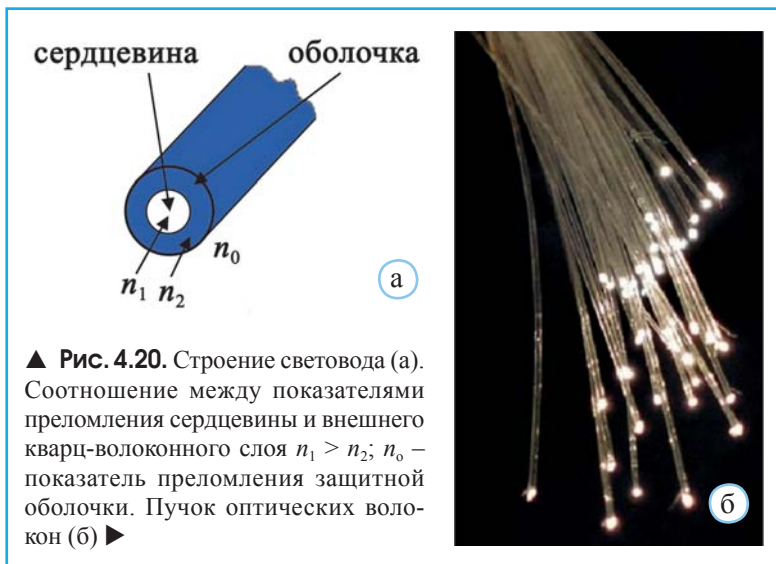 сердцевина
оболочка
n₀
n₁ n₂
а
▲ Рис. 4.20. Строение световода (а).
Соотношение между показателями
преломления сердцевины и внешнего
кварц-волоконного слоя n₁ > n₂; nₒ –
показатель преломления защитной
оболочки. Пучок оптических воло-
кон (б) ▶
б